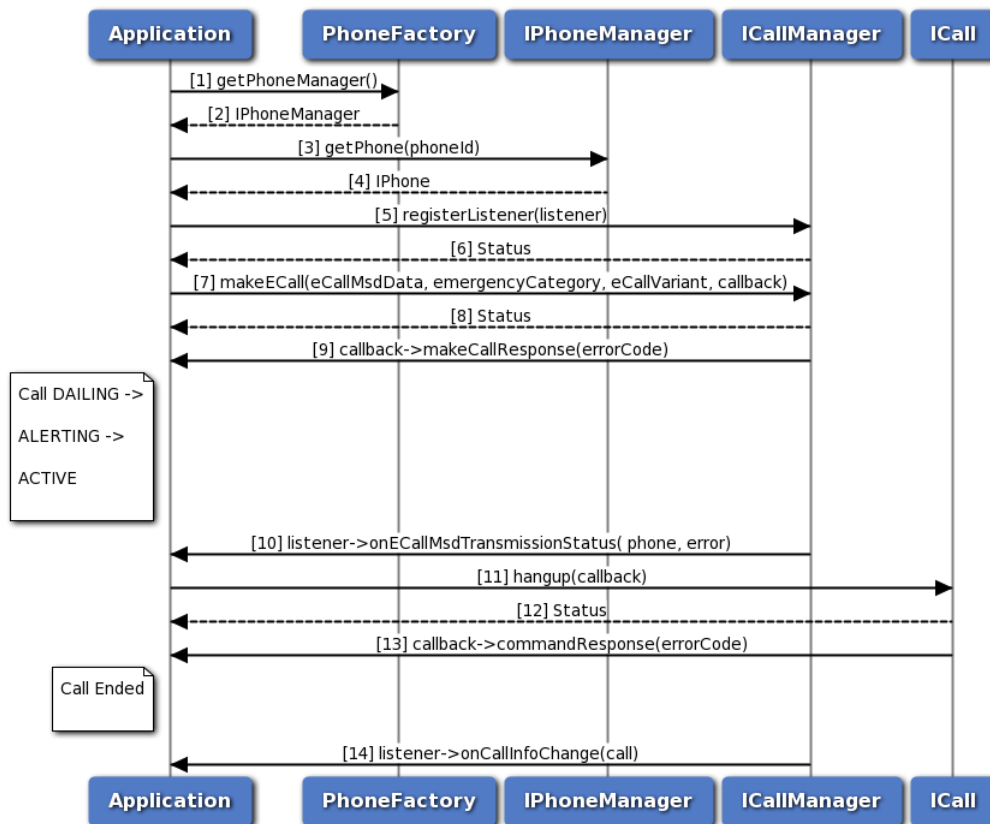 Application
PhoneFactory
IPhoneManager
ICallManager
ICall
[1] getPhoneManager()
[2] IPhoneManager
[3] getPhone(phoneId)
[4] IPhone
[5] registerListener(listener)
[6] Status
[7] makeECall(eCallMsdData, emergencyCategory, eCallVariant, callback)
[8] Status
[9] callback->makeCallResponse(errorCode)
Call DAILING ->
ALERTING ->
ACTIVE
[10] listener->onECallMsdTransmissionStatus( phone, error)
[11] hangup(callback)
[12] Status
[13] callback->commandResponse(errorCode)
Call Ended
[14] listener->onCallInfoChange(call)
Application
PhoneFactory
IPhoneManager
ICallManager
ICall